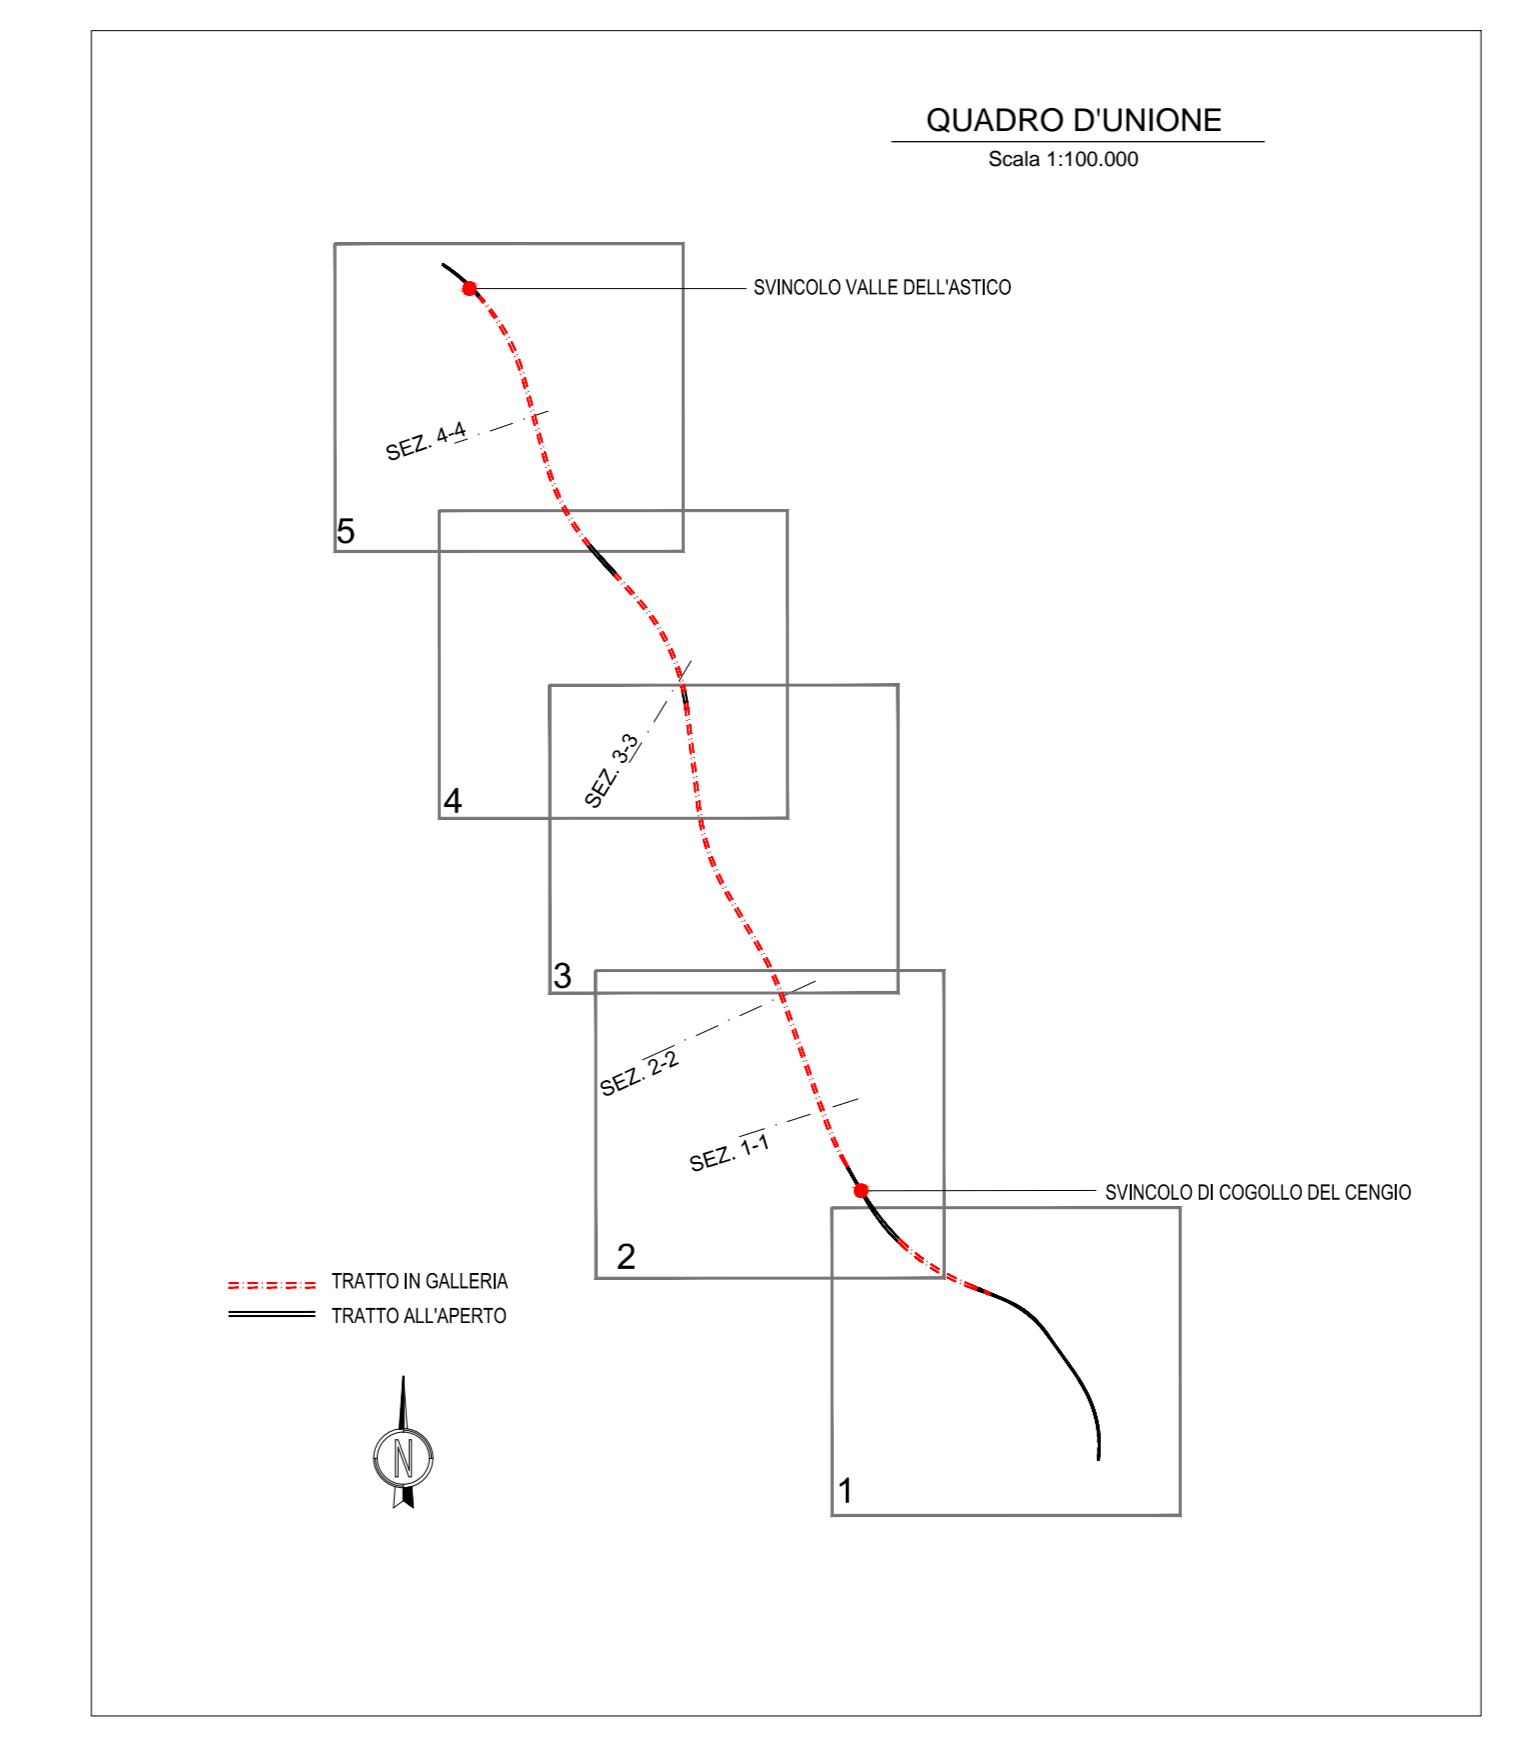 QUADRO D'UNIONE
Scala 1:100.000
SVINCOLO VALLE DELL'ASTICO
SEZ. 4-4
5
SEZ. 3-3
4
3
SEZ. 2-2
SEZ. 1-1
SVINCOLO DI COGOLLO DEL CENGIO
2
TRATTO IN GALLERIA
TRATTO ALL'APERTO
N
1